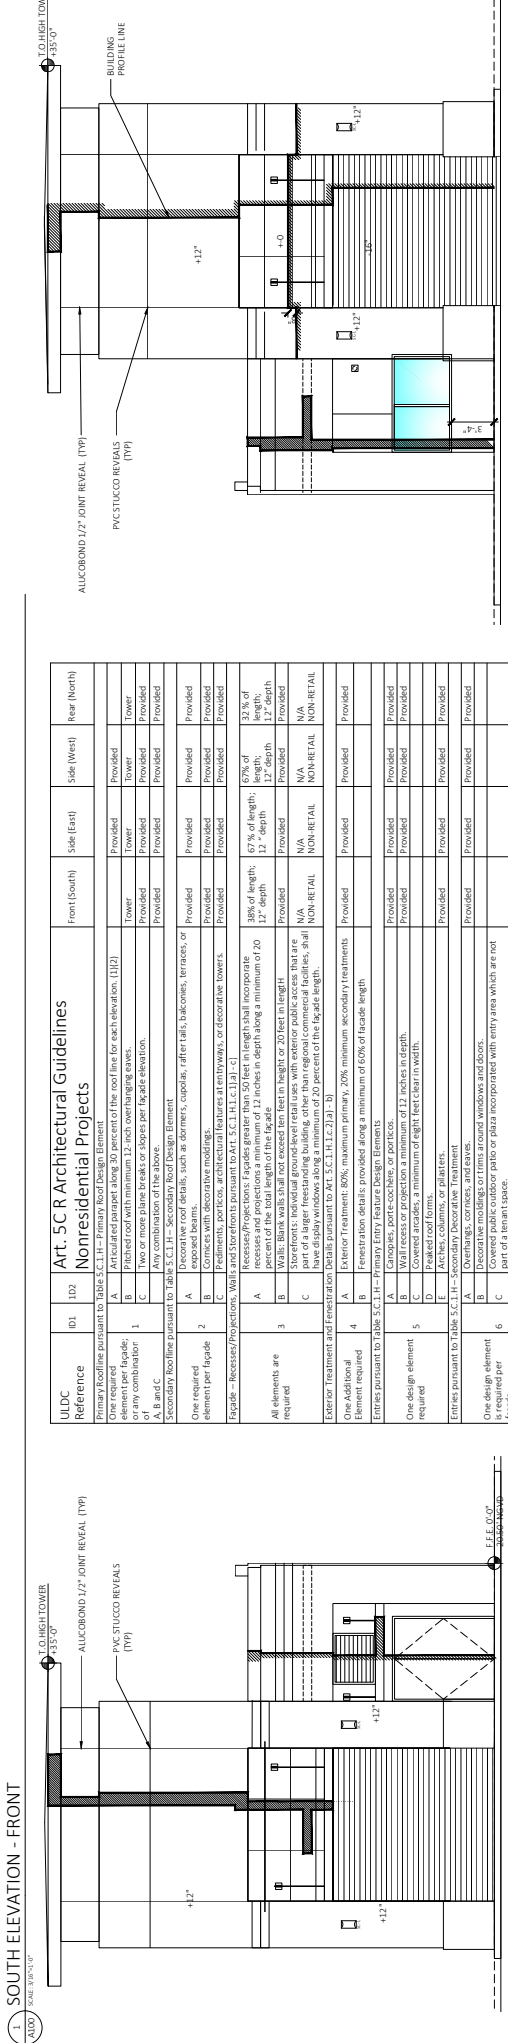 1
A100
SOUTH ELEVATION - FRONT
SCALE: 3/16"=1'-0"
T.O.HIGH TOWER
+35'-0"
ALUCOBOND 1/2" JOINT REVEAL (TYP)
PVC STUCCO REVEALS
(TYP)
+12"
+12"
+12"
F.F.E. 0'-0"
20.50' NGVD
ULDC
Reference
ID1
1D2
Art. 5C R Architectural Guidelines
Nonresidential Projects
Front (South)
Side (East)
Side (West)
Rear (North)
Primary Roofline pursuant to Table 5.C.1.H – Primary Roof Design Element
One required
element per façade;
or any combination
of
A, B and C
1
A
Articulated parapet along 30 percent of the roof line for each elevation. (1)(2)
Provided
Provided
Provided
B
Pitched roof with minimum 12-inch overhanging eaves.
Tower
Tower
Tower
Tower
C
Two or more plane breaks or slopes per façade elevation.
Provided
Provided
Provided
Provided
Any combination of the above.
Provided
Provided
Provided
Provided
Secondary Roofline pursuant to Table 5.C.1.H – Secondary Roof Design Element
One required
element per facade
2
A
Decorative roof details, such as dormers, cupolas, rafter tails, balconies, terraces, or
exposed beams.
Provided
Provided
Provided
Provided
B
Cornices with decorative moldings.
Provided
Provided
Provided
Provided
C
Pediments, porticos, architectural features at entryways, or decorative towers.
Provided
Provided
Provided
Provided
Façade – Recesses/Projections, Walls and Storefronts pursuant to Art. 5.C.1.H.1.c.1).a) - c)
All elements are
required
3
A
Recesses/Projections: Façades greater than 50 feet in length shall incorporate
recesses and projections a minimum of 12 inches in depth along a minimum of 20
percent of the total length of the façade
38% of length;
12" depth
67 % of length;
12 " depth
67% of
length;
12" depth
32 % of
length;
12" depth
B
Walls: Blank walls shall not exceed ten feet in height or 20 feet in length
Provided
Provided
Provided
Provided
C
Storefronts: Individual ground-level retail uses with exterior public access that are
part of a larger freestanding building, other than regional commercial facilities, shall
have display windows along a minimum of 20 percent of the façade length.
N/A
NON-RETAIL
N/A
NON-RETAIL
N/A
NON-RETAIL
N/A
NON-RETAIL
Exterior Treatment and Fenestration Details pursuant to Art. 5.C.1.H.1.c.2).a) - b)
One Additional
Element required
4
A
Exterior Treatment: 80%, maximum primary, 20% minimum secondary treatments
Provided
Provided
Provided
Provided
B
Fenestration details: provided along a minimum of 60% of facade length
Entries pursuant to Table 5.C.1.H – Primary Entry Feature Design Elements
One design element
required
5
A
Canopies, porte-cochère, or porticos.
Provided
Provided
Provided
Provided
B
Wall recess or projection a minimum of 12 inches in depth.
Provided
Provided
Provided
Provided
C
Covered arcades, a minimum of eight feet clear in width.
D
Peaked roof forms.
E
Arches, columns, or pilasters.
Provided
Provided
Provided
Provided
Entries pursuant to Table 5.C.1.H – Secondary Decorative Treatment
One design element
is required per
6
A
Overhangs, cornices, and eaves.
Provided
Provided
Provided
Provided
B
Decorative moldings or trims around windows and doors.
C
Covered public outdoor patio or plaza incorporated with entry area which are not
part of a tenant space.
ALUCOBOND 1/2" JOINT REVEAL (TYP)
PVC STUCCO REVEALS
(TYP)
T.O.HIGH TOW
+35'-0"
BUILDING
PROFILE LINE
+12"
+-0
-16"
+12"
+12"
3'-4"